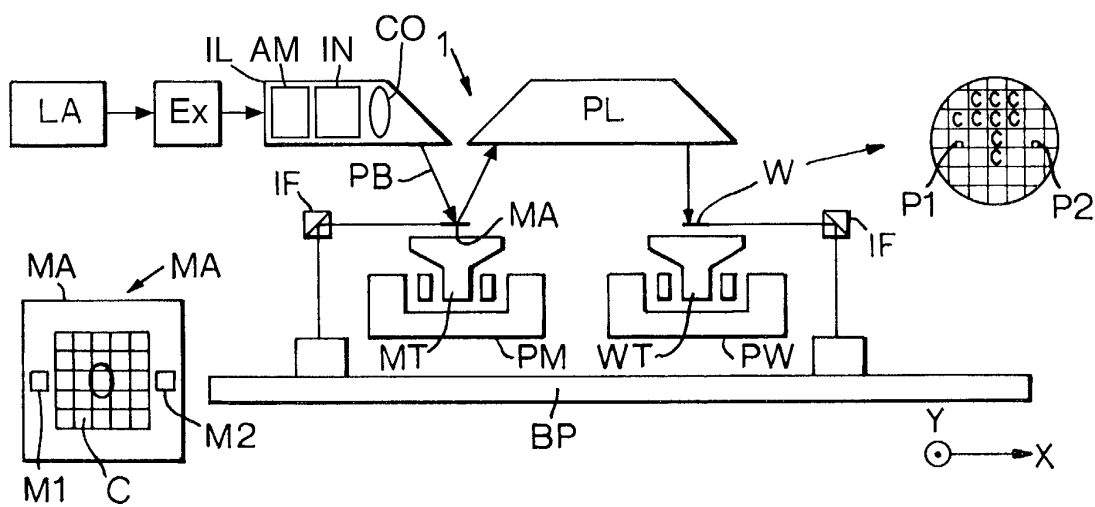 IL AM IN CO 1
LA Ex PL
C C C
C C C C
C
C
PB W
P1 P2
IF MA IF
MA MA
MT PM WT PW
M1 C M2
BP
Y
X